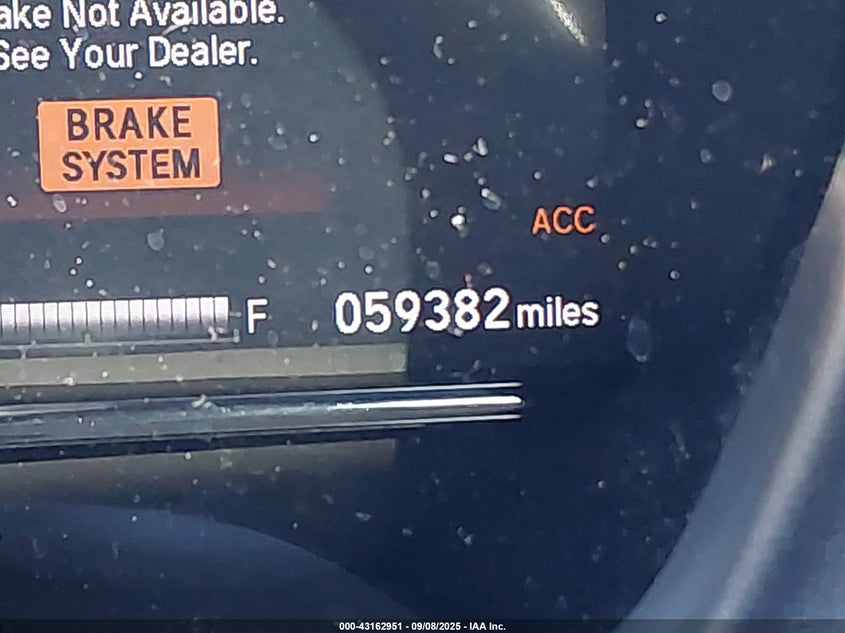 ake Not Available.
See Your Dealer.
BRAKE
SYSTEM
ACC
F
059382 miles
000-43162951 - 09/08/2025 - IAA Inc.